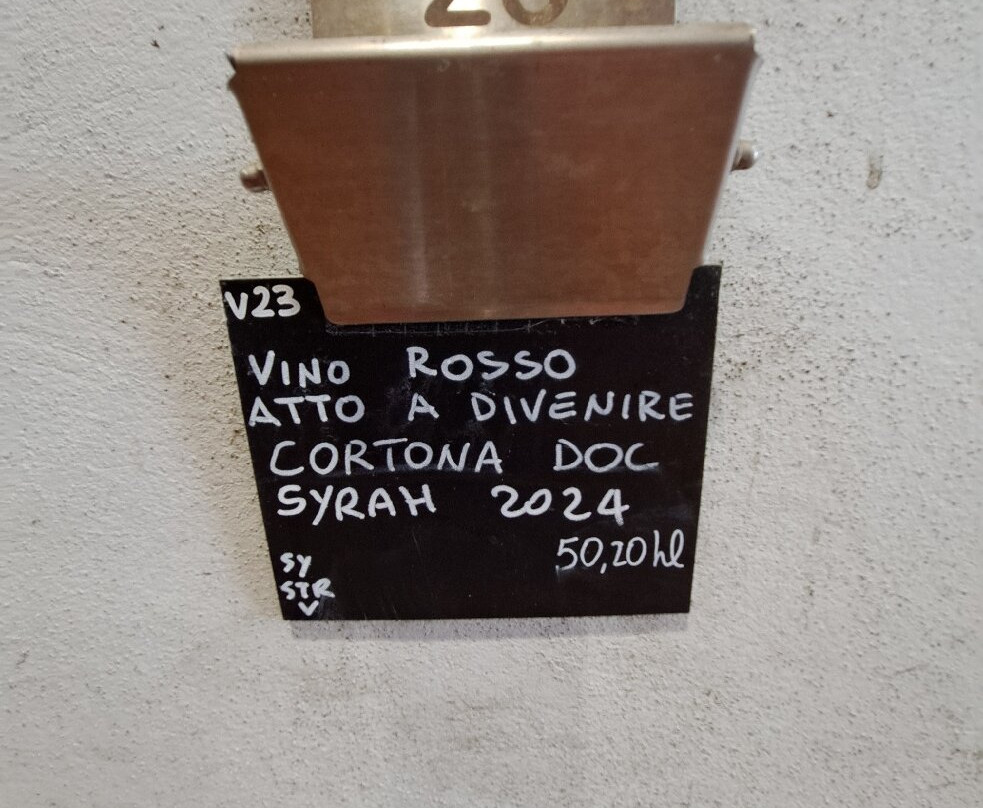 V23
VINO ROSSO
ATTO A DIVENIRE
CORTONA DOC
SYRAH 2024
50,20 hl
SY
STR
V